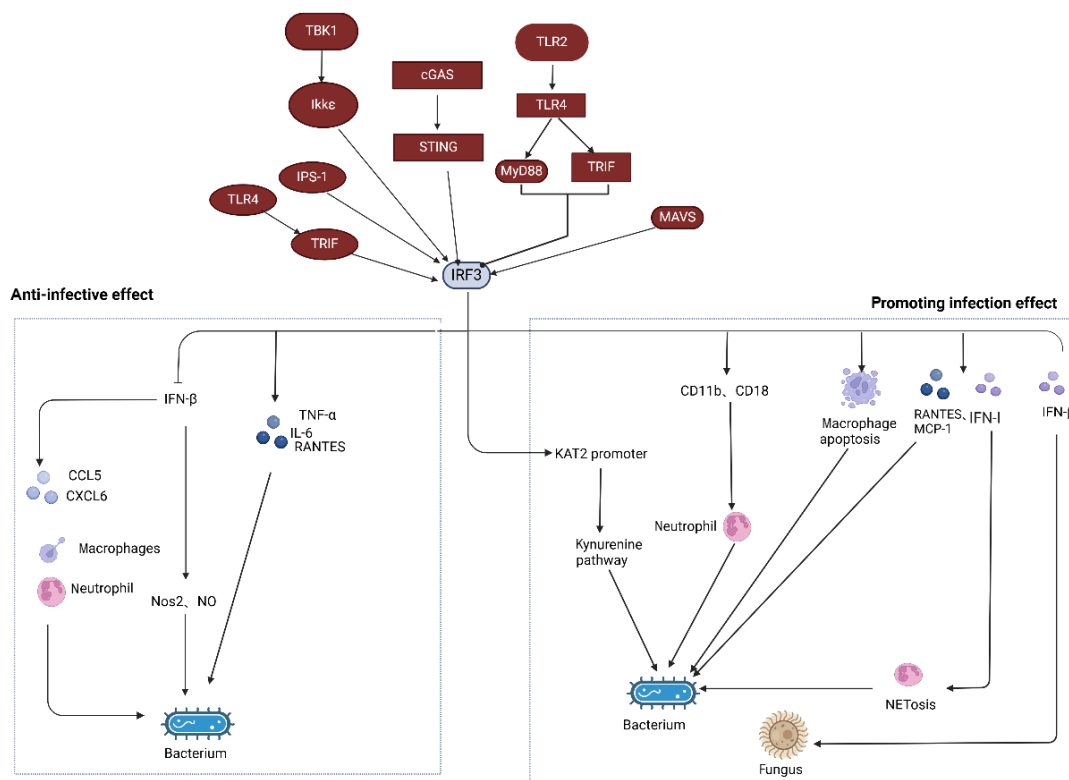 TBK1
TLR2
cGAS
Ikkε
TLR4
STING
MyD88
TRIF
IPS-1
TLR4
TRIF
MAVS
IRF3
Anti-infective effect
Promoting infection effect
IFN-β
TNF-α
IL-6
RANTES
CCL5
CXCL6
Macrophages
Neutrophil
Nos2、NO
Bacterium
KAT2 promoter
Kynurenine
pathway
CD11b、CD18
Neutrophil
Macrophage
apoptosis
RANTES、
MCP-1
IFN-I
IFN-β
NETosis
Bacterium
Fungus